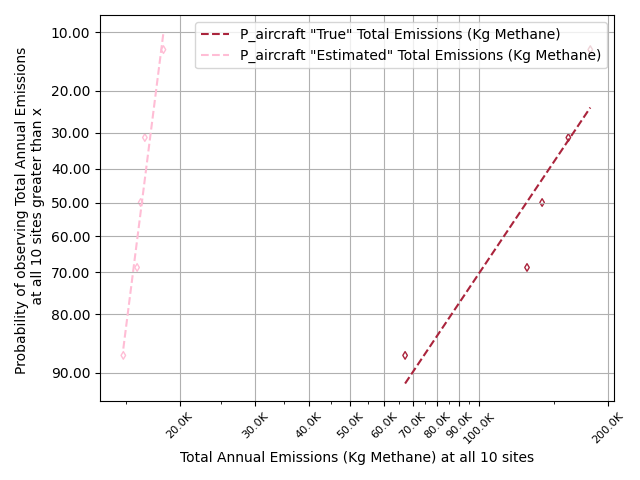 P_aircraft "True" Total Emissions (Kg Methane)
P_aircraft "Estimated" Total Emissions (Kg Methane)
Probability of observing Total Annual Emissions
at all 10 sites greater than x
10.00
20.00
30.00
40.00
50.00
60.00
70.00
80.00
90.00
20.0K
30.0K
40.0K
50.0K
60.0K
70.0K
80.0K
90.0K
100.0K
200.0K
Total Annual Emissions (Kg Methane) at all 10 sites